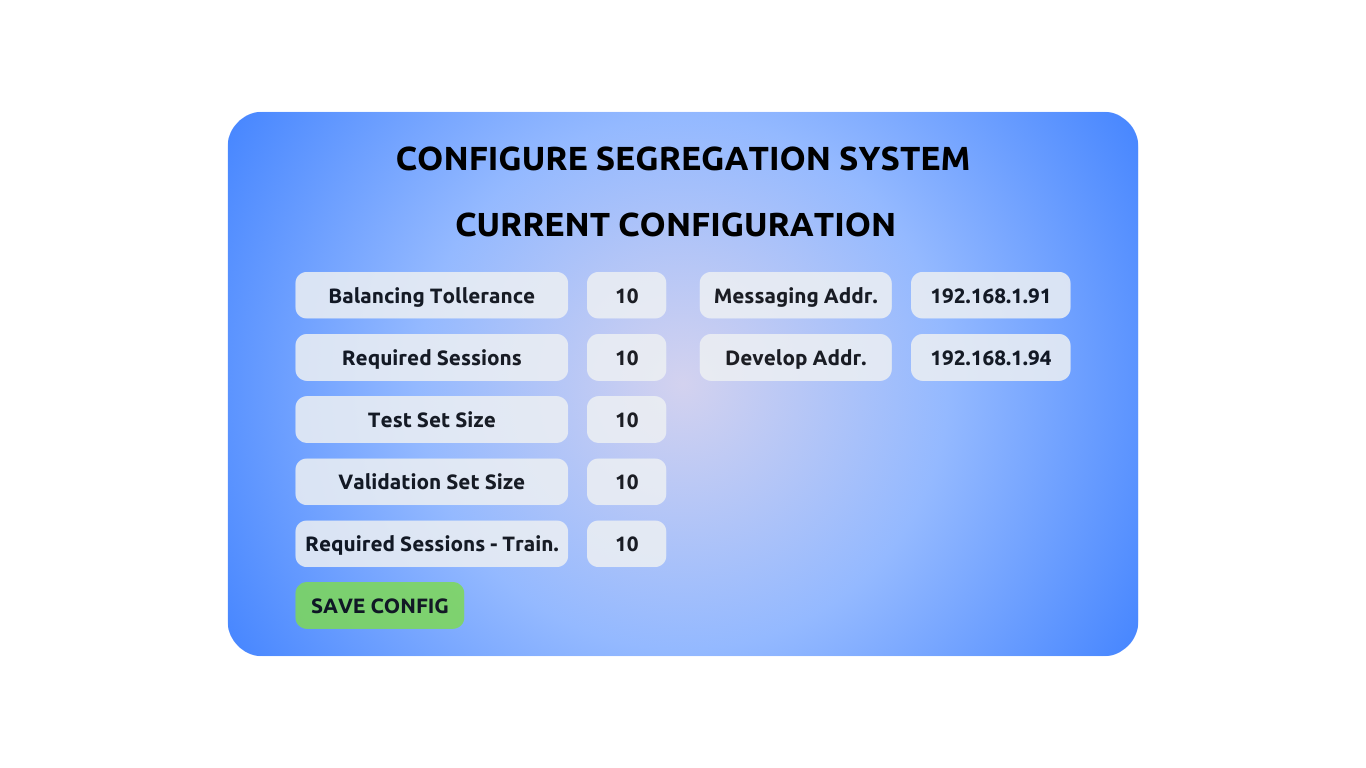 CONFIGURE SEGREGATION SYSTEM
CURRENT CONFIGURATION
Balancing Tollerance 10 Messaging Addr. 192.168.1.91
Required Sessions 10 Develop Addr. 192.168.1.94
Test Set Size 10
Validation Set Size 10
Required Sessions - Train. 10
SAVE CONFIG